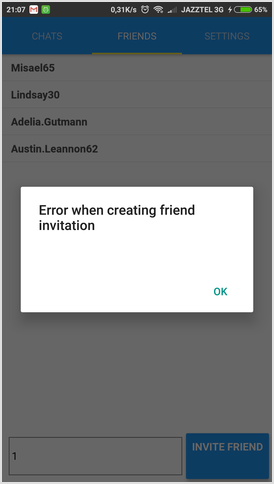 21:07 0,31K/s JAZZTEL 3G 65%
CHATS FRIENDS SETTINGS
Misael65
Lindsay30
Adelia.Gutmann
Austin.Leannon62
Error when creating friend
invitation
OK
1 INVITE FRIEND